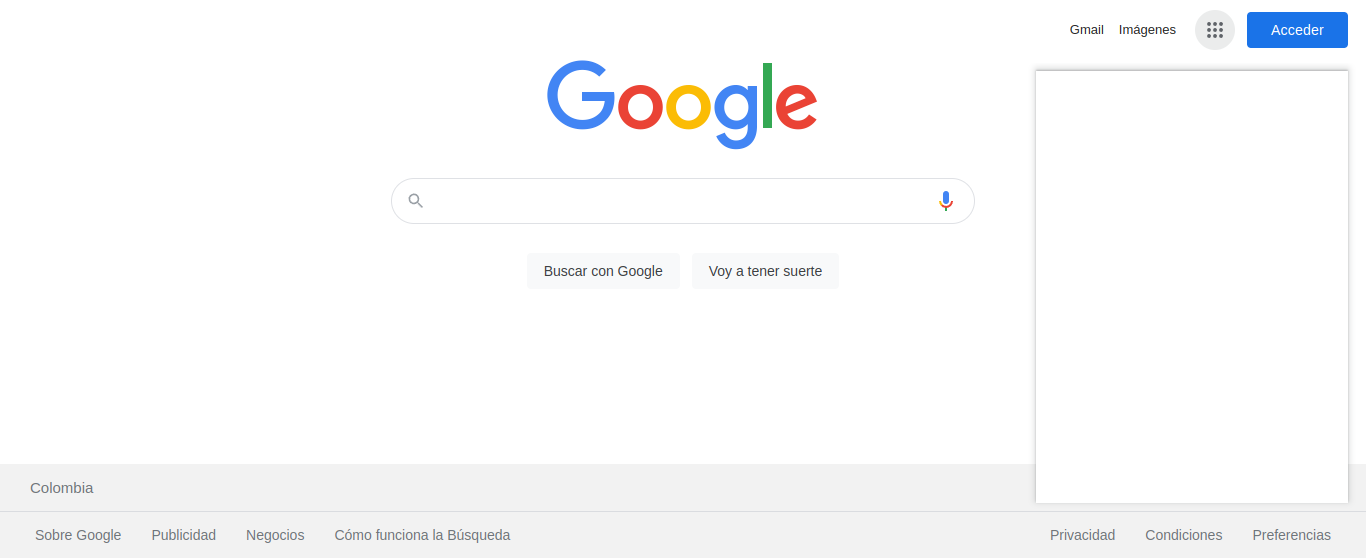 Gmail Imágenes Acceder
Google
Buscar con Google Voy a tener suerte
Colombia
Sobre Google Publicidad Negocios Cómo funciona la Búsqueda Privacidad Condiciones Preferencias